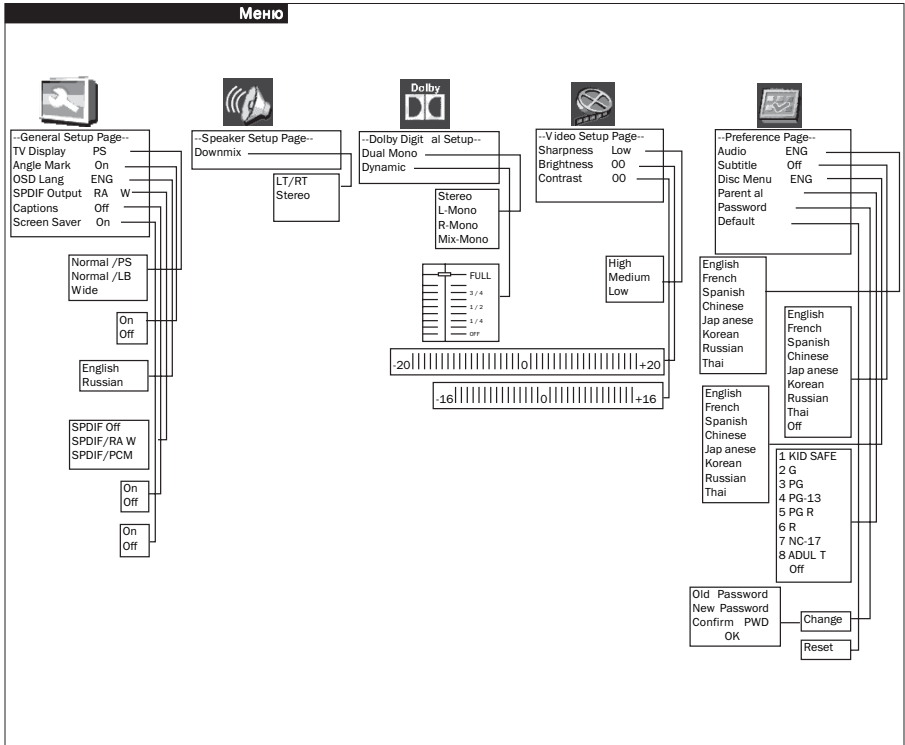 Меню
Dolby
--General Setup Page--
TV Display PS
Angle Mark On
OSD Lang ENG
SPDIF Output RA W
Captions Off
Screen Saver On
Normal /PS
Normal /LB
Wide
On
Off
English
Russian
SPDIF Off
SPDIF/RA W
SPDIF/PCM
On
Off
On
Off
--Speaker Setup Page--
Downmix
LT/RT
Stereo
--Dolby Digit al Setup--
Dual Mono
Dynamic
Stereo
L-Mono
R-Mono
Mix-Mono
FULL
3 / 4
1 / 2
1 / 4
OFF
--Video Setup Page--
Sharpness Low
Brightness 00
Contrast 00
High
Medium
Low
-20 0 +20
-16 0 +16
--Preference Page--
Audio ENG
Subtitle Off
Disc Menu ENG
Parent al
Password
Default
English
French
Spanish
Chinese
Jap anese
Korean
Russian
Thai
English
French
Spanish
Chinese
Jap anese
Korean
Russian
Thai
Off
English
French
Spanish
Chinese
Jap anese
Korean
Russian
Thai
1 KID SAFE
2 G
3 PG
4 PG-13
5 PG R
6 R
7 NC-17
8 ADUL T
Off
Old Password
New Password
Confirm PWD
OK
Change
Reset